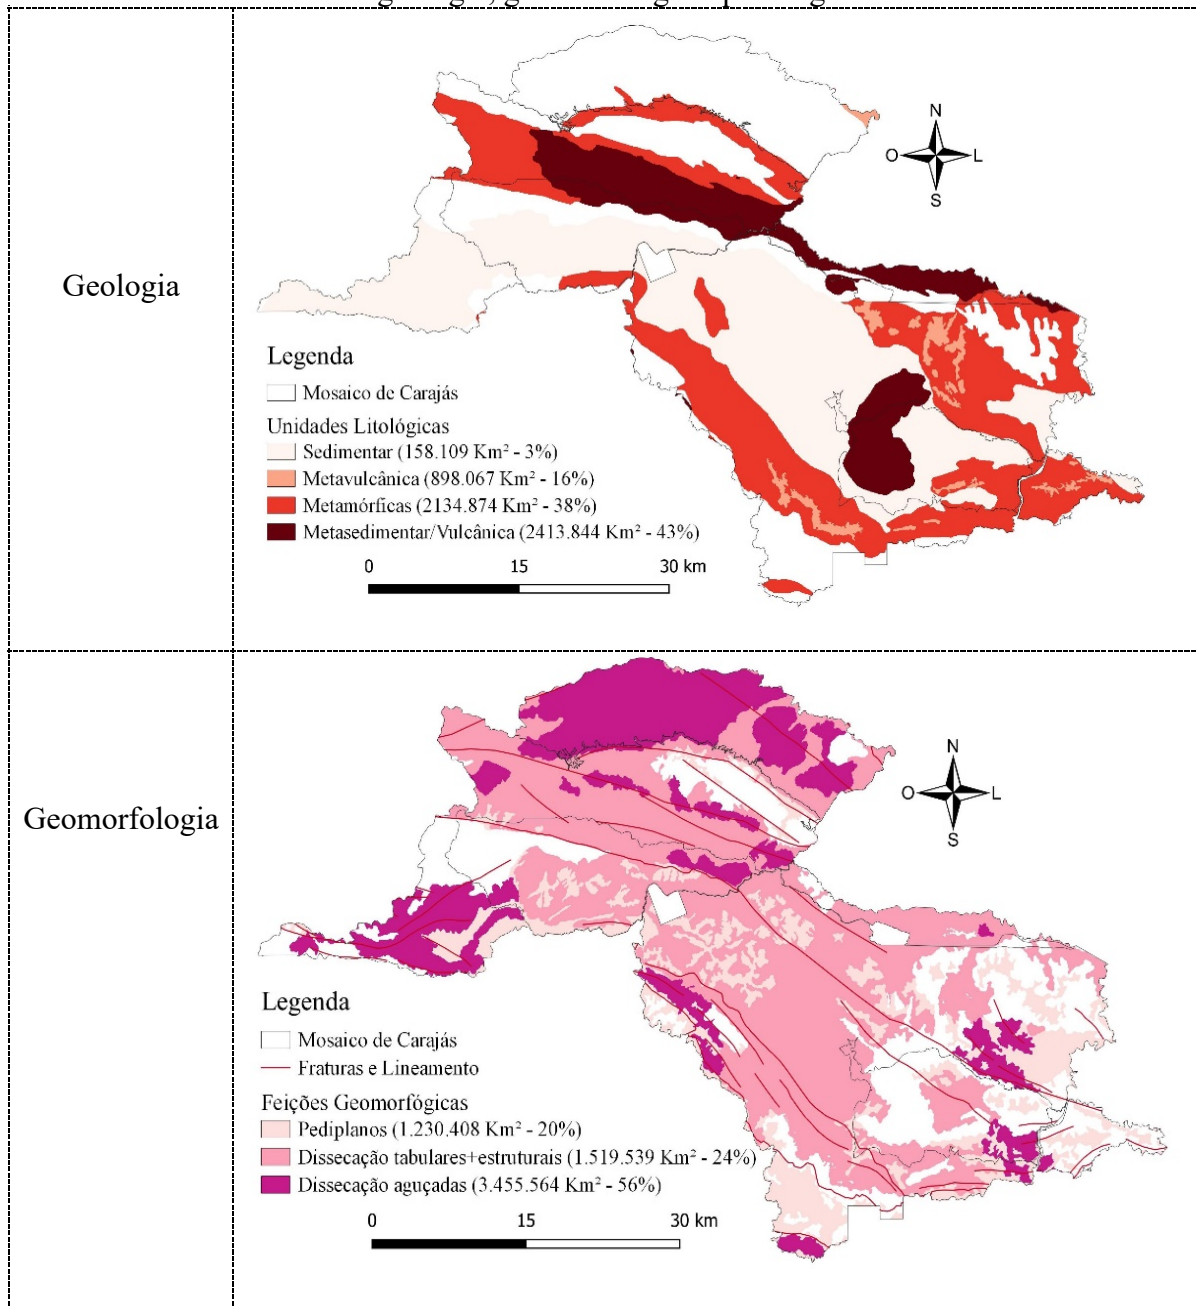 Geologia
N
O
L
S
Legenda
Mosaico de Carajás
Unidades Litológicas
Sedimentar (158.109 Km² - 3%)
Metavulcânica (898.067 Km² - 16%)
Metamórficas (2134.874 Km² - 38%)
Metasedimentar/Vulcânica (2413.844 Km² - 43%)
0 15 30 km
Geomorfologia
N
O
L
S
Legenda
Mosaico de Carajás
Fraturas e Lineamento
Feições Geomorfógicas
Pediplanos (1.230.408 Km² - 20%)
Dissecação tabulares+estruturais (1.519.539 Km² - 24%)
Dissecação aguçadas (3.455.564 Km² - 56%)
0 15 30 km